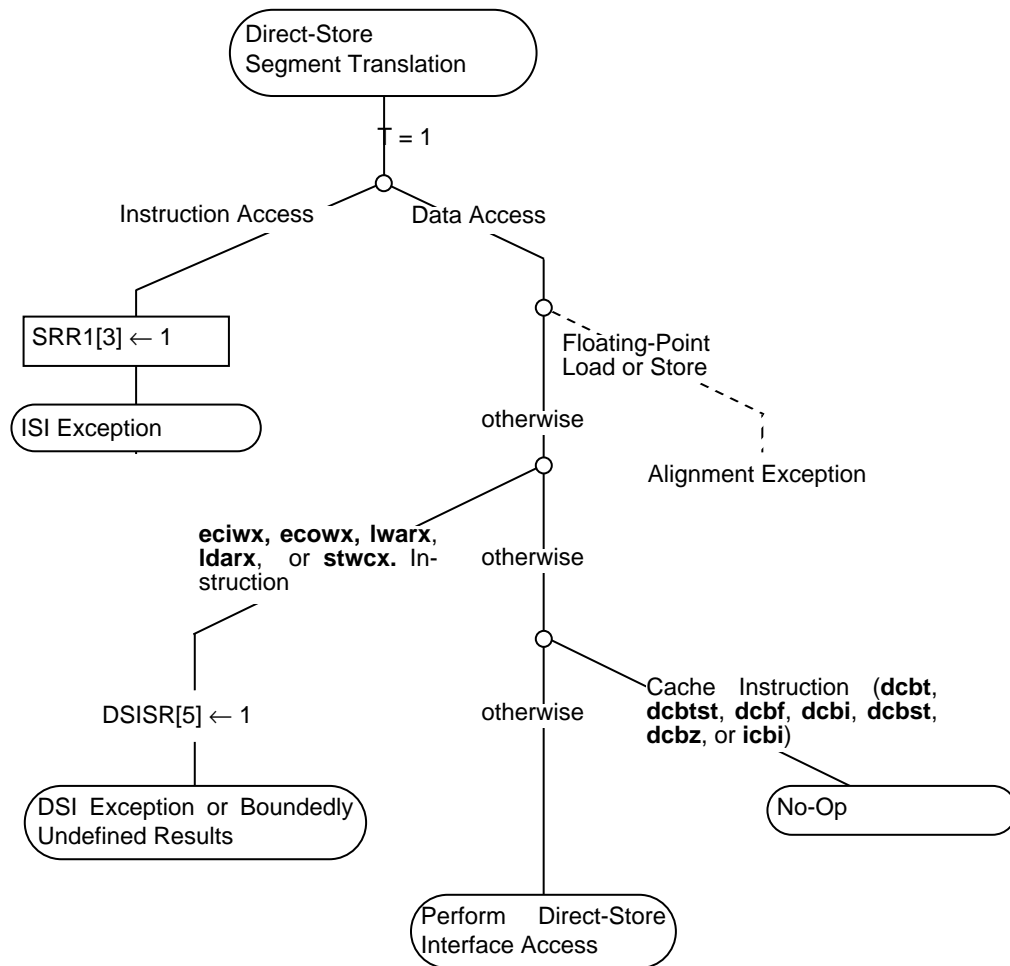 Direct-Store
Segment Translation
T = 1
Instruction Access
Data Access
SRR1[3] ← 1
Floating-Point
Load or Store
ISI Exception
otherwise
Alignment Exception
eciwx, ecowx, lwarx,
ldarx, or stwcx. In-
struction
otherwise
Cache Instruction (dcbt,
dcbtst, dcbf, dcbi, dcbst,
dcbz, or icbi)
DSISR[5] ← 1
otherwise
DSI Exception or Boundedly
Undefined Results
No-Op
Perform Direct-Store
Interface Access